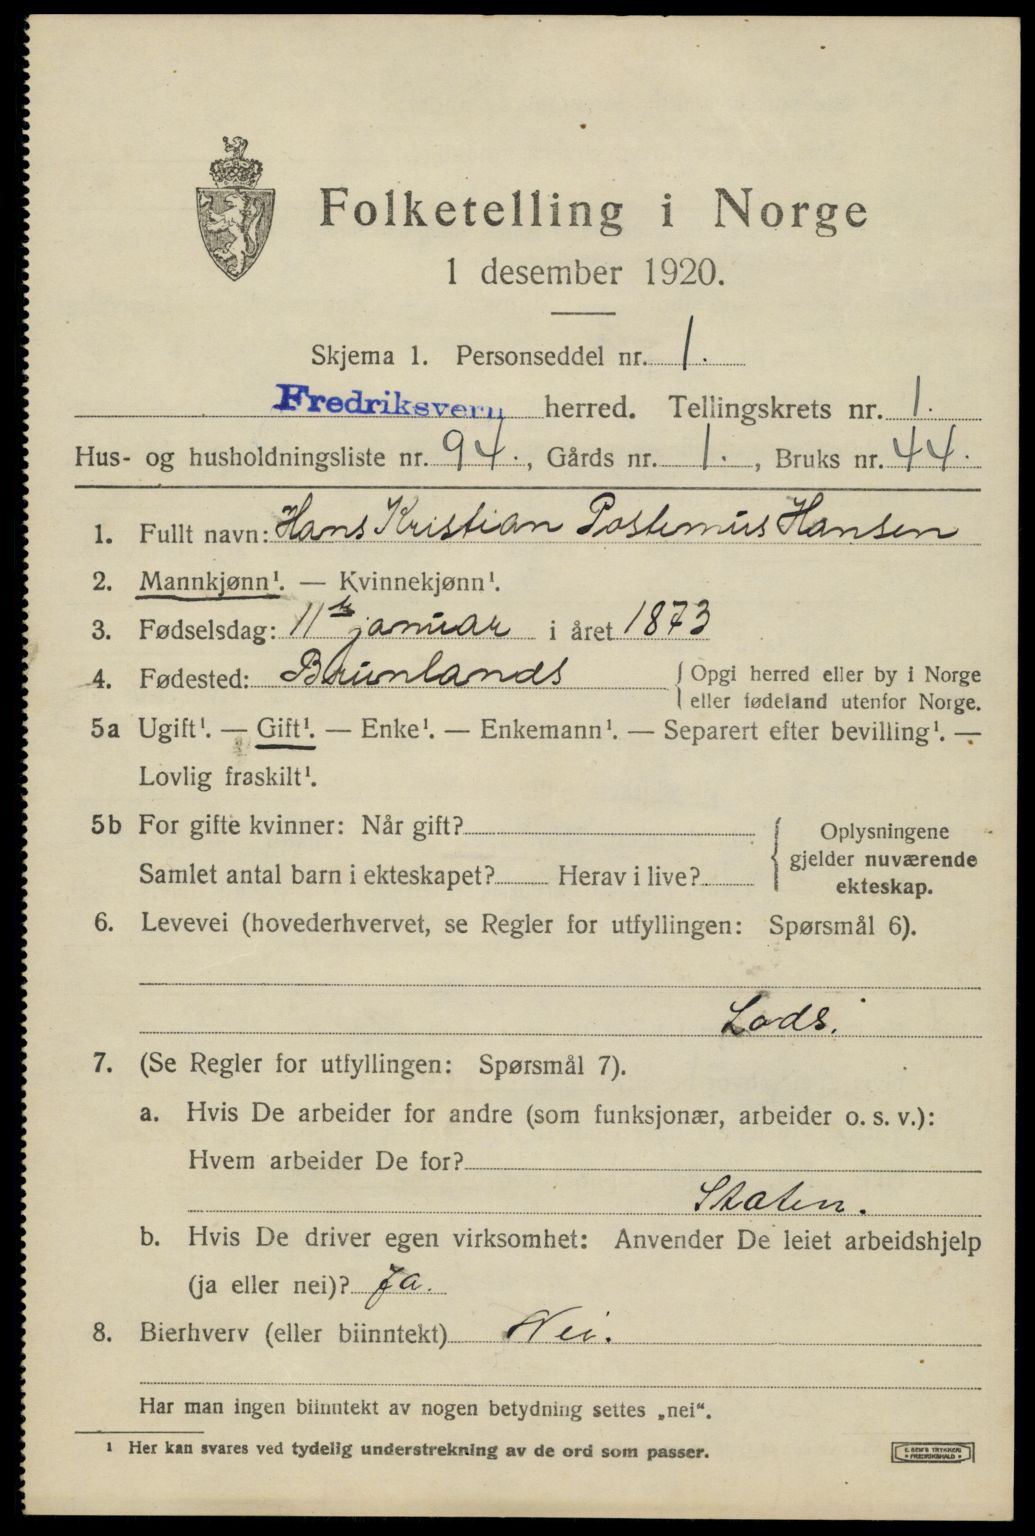 Folketelling i Norge
1 desember 1920.
Skjema 1. Personseddel nr. 1.
Fredriksvern herred. Tellingskrets nr. 1.
Hus- og husholdningsliste nr. 94., Gårds nr. 1., Bruks nr. 44.
1. Fullt navn: Hans Kristian Postemus Hansen
2. Mannkjønn¹. — Kvinnekjønn¹.
3. Fødselsdag: 11te januar i året 1873
4. Fødested: Brunlands { Opgi herred eller by i Norge
eller fødeland utenfor Norge.
5a Ugift¹. — Gift¹. — Enke¹. — Enkemann¹. — Separert efter bevilling¹. —
Lovlig fraskilt¹.
5b For gifte kvinner: Når gift?
Samlet antal barn i ekteskapet? Herav i live?
{ Oplysningene
gjelder nuværende
ekteskap.
6. Levevei (hovederhvervet, se Regler for utfyllingen: Spørsmål 6).
Lods.
7. (Se Regler for utfyllingen: Spørsmål 7).
a. Hvis De arbeider for andre (som funksjonær, arbeider o. s. v.):
Hvem arbeider De for?
Staten.
b. Hvis De driver egen virksomhet: Anvender De leiet arbeidshjelp
(ja eller nei)? Ja.
8. Bierhverv (eller biinntekt) Nei.
Har man ingen biinntekt av nogen betydning settes „nei“.
¹ Her kan svares ved tydelig understrekning av de ord som passer.
E. SEM'S TRYKKERI
FREDRIKSHALD